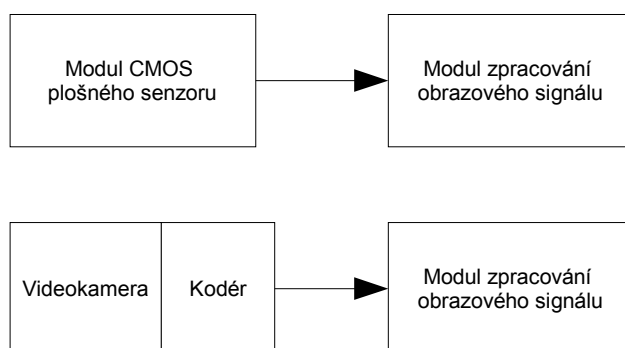 Modul CMOS
plošného senzoru
Modul zpracování
obrazového signálu
Videokamera
Kodér
Modul zpracování
obrazového signálu